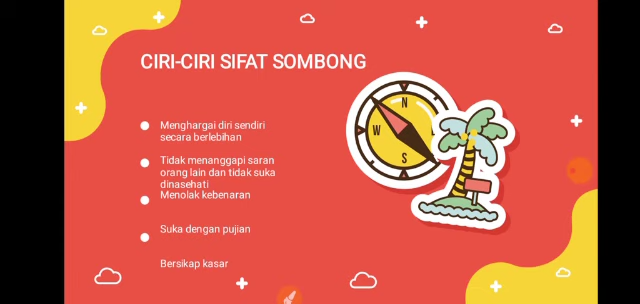 CIRI-CIRI SIFAT SOMBONG
Menghargai diri sendiri
secara berlebihan
Tidak menanggapi saran
orang lain dan tidak suka
dinasehati
Menolak kebenaran
Suka dengan pujian
Bersikap kasar
N
W
S